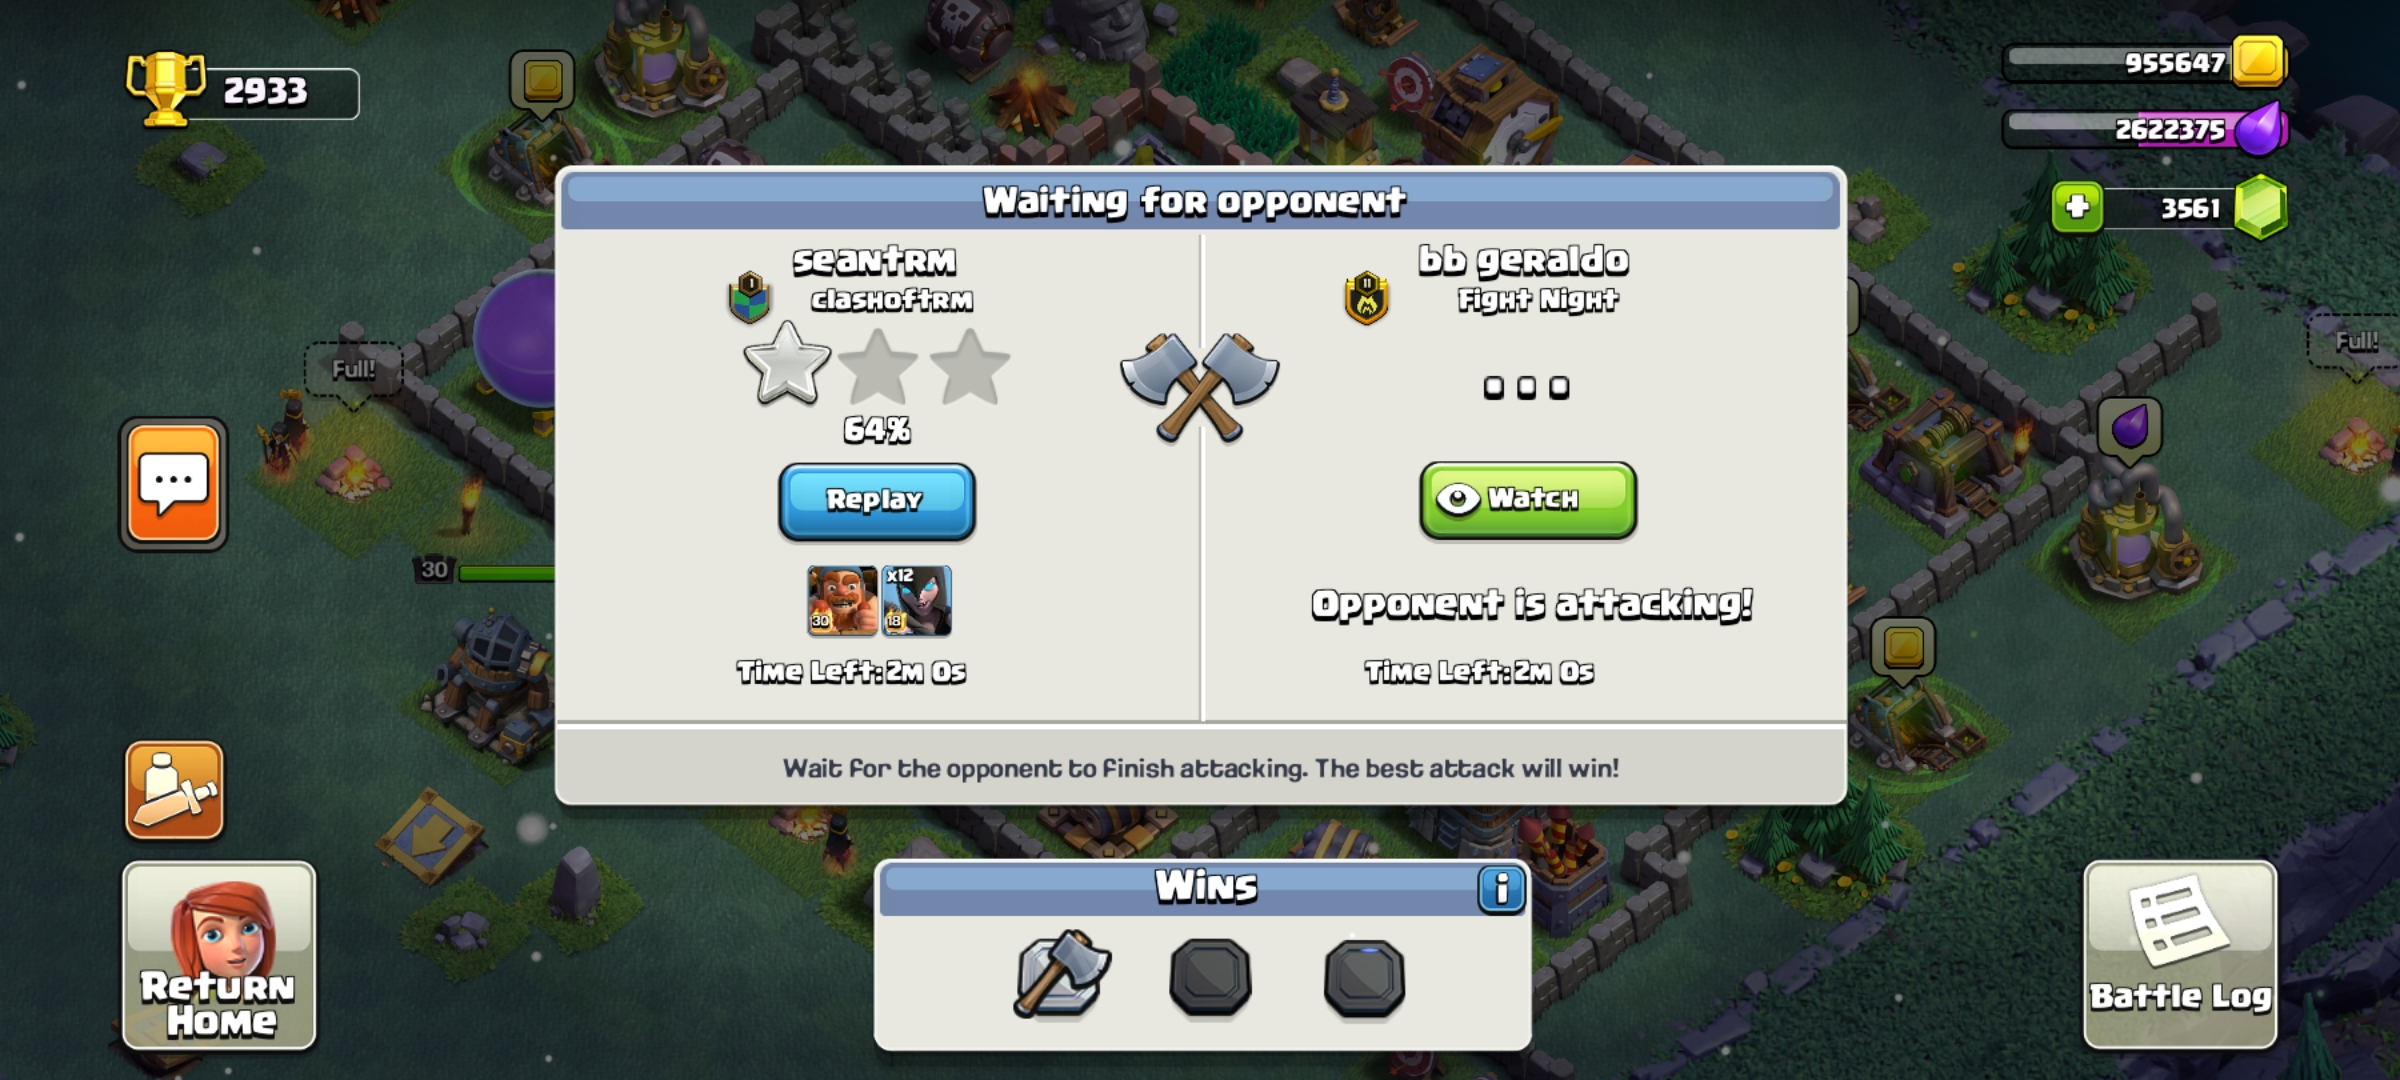 2933
955647
2622375
3561
Waiting for opponent
seantrm
1
clashoftrm
64%
Replay
30
x12
18
Time Left:2m 0s
bb geraldo
11
Fight Night
...
Watch
Opponent is attacking!
Time Left:2m 0s
Wait for the opponent to finish attacking. The best attack will win!
Full!
Full!
30
Wins
i
Return
Home
Battle Log